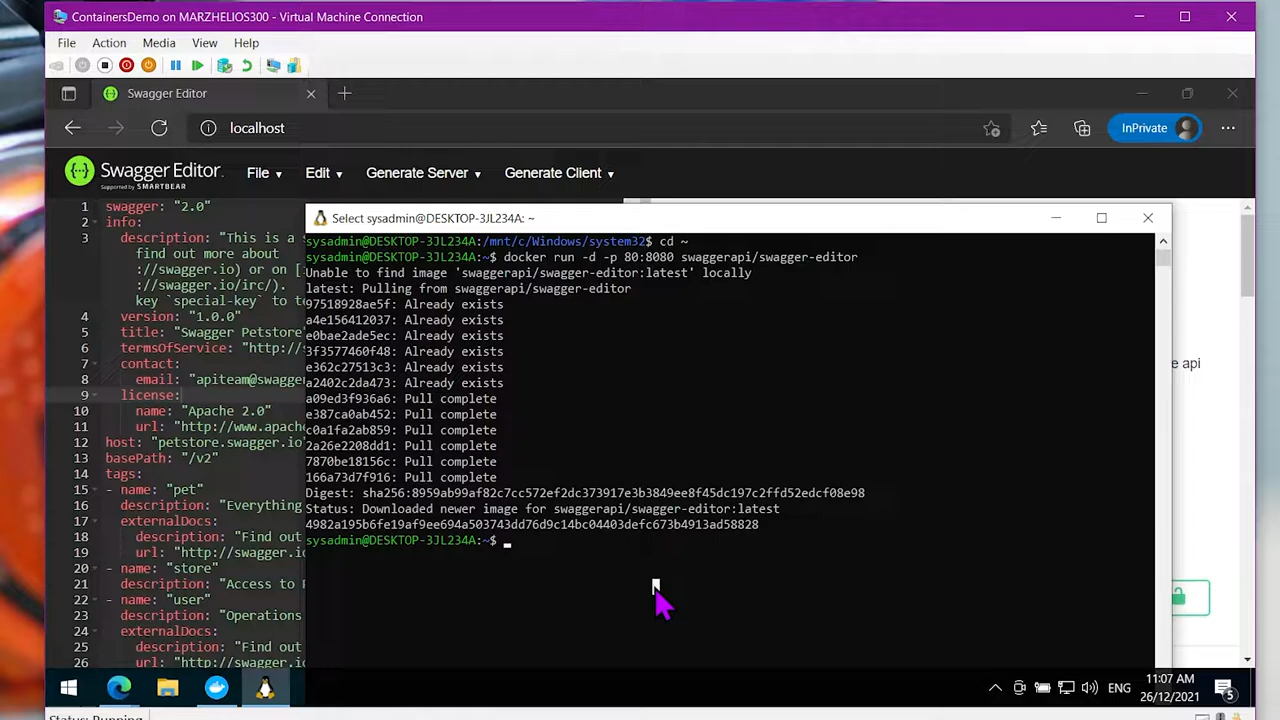 ContainersDemo on MARZHELIOS300 - Virtual Machine Connection
File Action Media View Help
Swagger Editor
localhost
InPrivate
Swagger Editor.
Supported by SMARTBEAR
File Edit Generate Server Generate Client
1 swagger: "2.0"
2 info:
3 description: "This is a
find out more about
://swagger.io) or on [
://swagger.io/irc/).
key `special-key` to
4 version: "1.0.0"
5 title: "Swagger Petstore
6 termsOfService: "http://
7 contact:
8 email: "apiteam@swagger
9 license:
10 name: "Apache 2.0"
11 url: "http://www.apach
12 host: "petstore.swagger.io
13 basePath: "/v2"
14 tags:
15 - name: "pet"
16 description: "Everything
17 externalDocs:
18 description: "Find out
19 url: "http://swagger.io
20 - name: "store"
21 description: "Access to
22 - name: "user"
23 description: "Operations
24 externalDocs:
25 description: "Find out
26 url: "http://swagger.io
Select sysadmin@DESKTOP-3JL234A: ~
sysadmin@DESKTOP-3JL234A:/mnt/c/Windows/system32$ cd ~
sysadmin@DESKTOP-3JL234A:~$ docker run -d -p 80:8080 swaggerapi/swagger-editor
Unable to find image 'swaggerapi/swagger-editor:latest' locally
latest: Pulling from swaggerapi/swagger-editor
97518928ae5f: Already exists
a4e156412037: Already exists
e0bae2ade5ec: Already exists
3f3577460f48: Already exists
e362c27513c3: Already exists
a2402c2da473: Already exists
a09ed3f936a6: Pull complete
e387ca0ab452: Pull complete
c0a1fa2ab859: Pull complete
2a26e2208dd1: Pull complete
7870be18156c: Pull complete
166a73d7f916: Pull complete
Digest: sha256:8959ab99af82c7cc572ef2dc373917e3b3849ee8f45dc197c2ffd52edcf08e98
Status: Downloaded newer image for swaggerapi/swagger-editor:latest
4982a195b6fe19af9ee694a503743dd76d9c14bc04403defc673b4913ad58828
sysadmin@DESKTOP-3JL234A:~$
e api
ENG
11:07 AM
26/12/2021
5
Status: Running